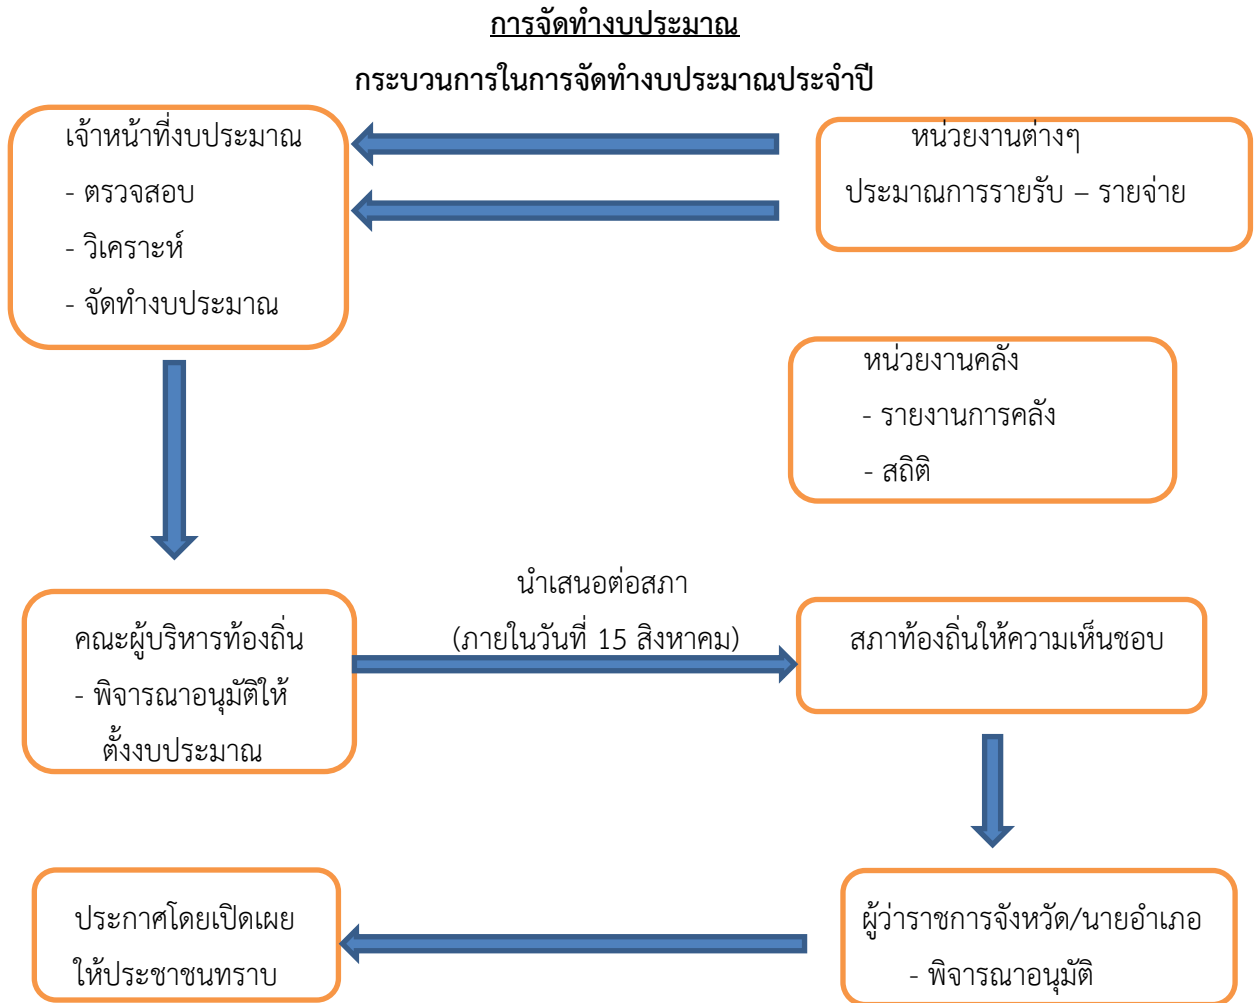 การจัดทำงบประมาณ
กระบวนการในการจัดทำงบประมาณประจำปี
เจ้าหน้าที่งบประมาณ
- ตรวจสอบ
- วิเคราะห์
- จัดทำงบประมาณ
หน่วยงานต่างๆ
ประมาณการรายรับ – รายจ่าย
หน่วยงานคลัง
- รายงานการคลัง
- สถิติ
คณะผู้บริหารท้องถิ่น
- พิจารณาอนุมัติให้
ตั้งงบประมาณ
นำเสนอต่อสภา
(ภายในวันที่ 15 สิงหาคม)
สภาท้องถิ่นให้ความเห็นชอบ
ผู้ว่าราชการจังหวัด/นายอำเภอ
- พิจารณาอนุมัติ
ประกาศโดยเปิดเผย
ให้ประชาชนทราบ